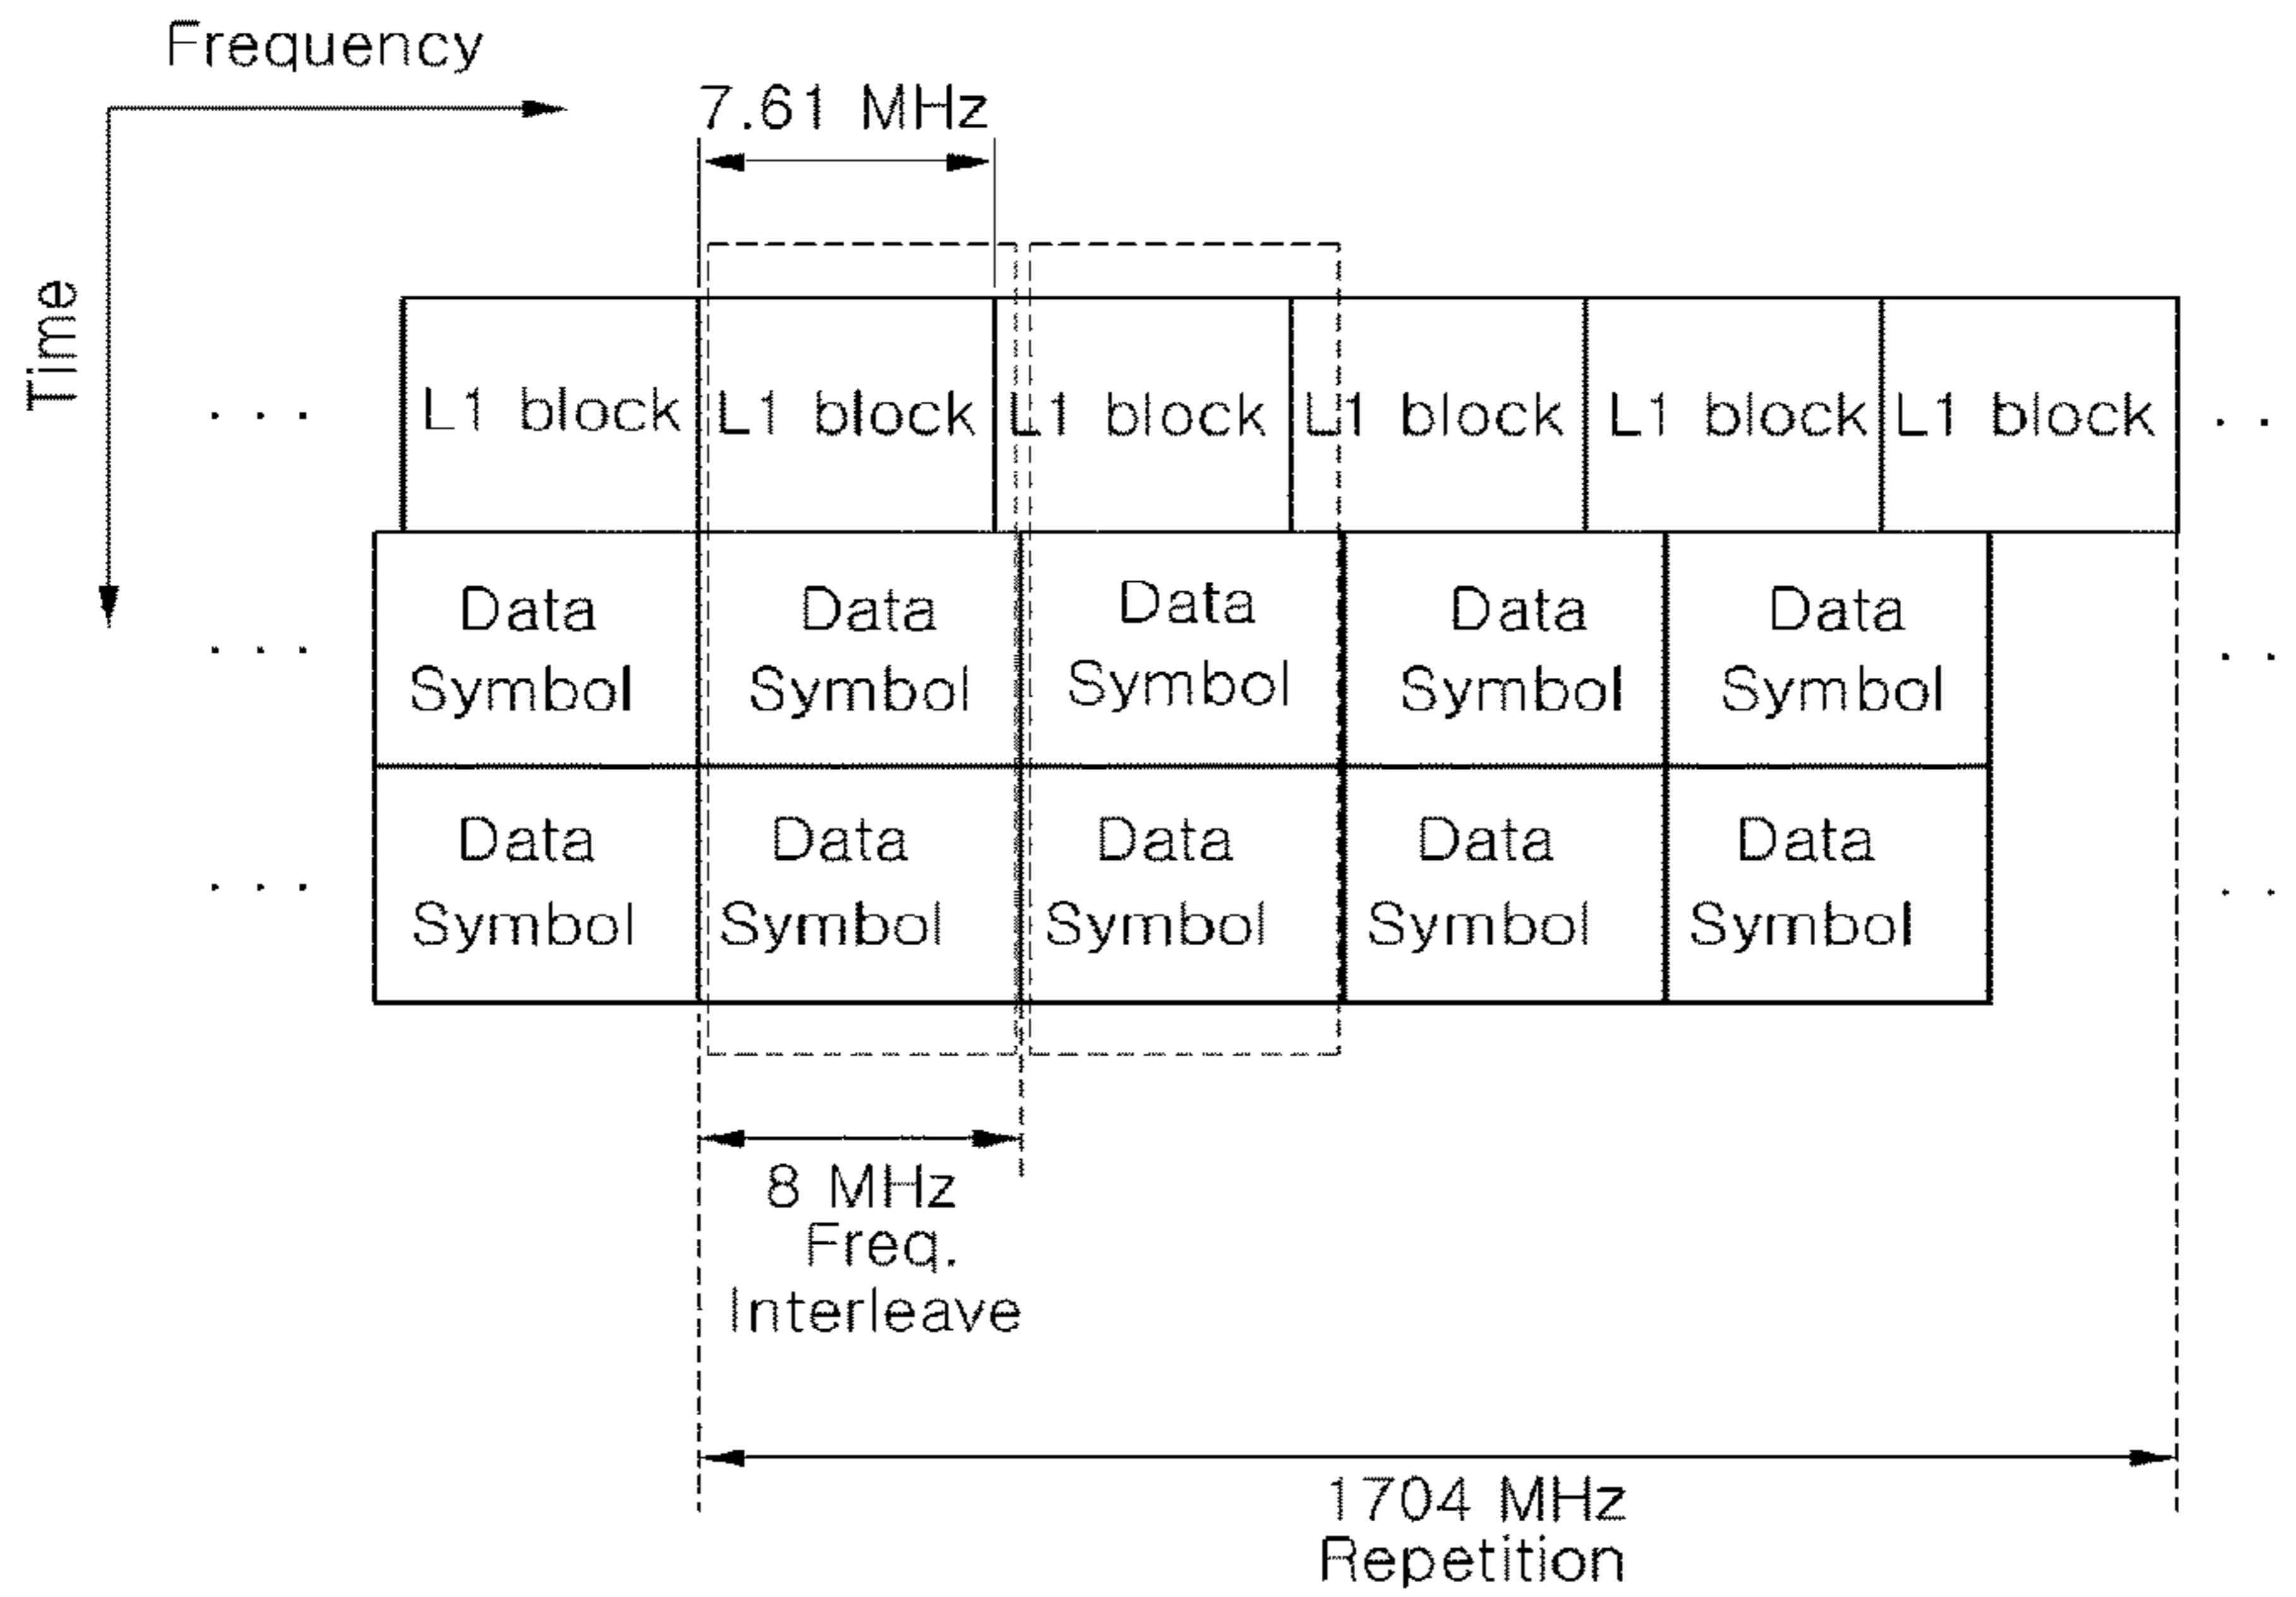 Frequency
7.61 MHz
Time
. . . L1 block L1 block L1 block L1 block L1 block L1 block . .
. . . Data Data Data Data Data . .
Symbol Symbol Symbol Symbol Symbol
. . . Data Data Data Data Data . .
Symbol Symbol Symbol Symbol Symbol
8 MHz
Freq.
Interleave
1704 MHz
Repetition